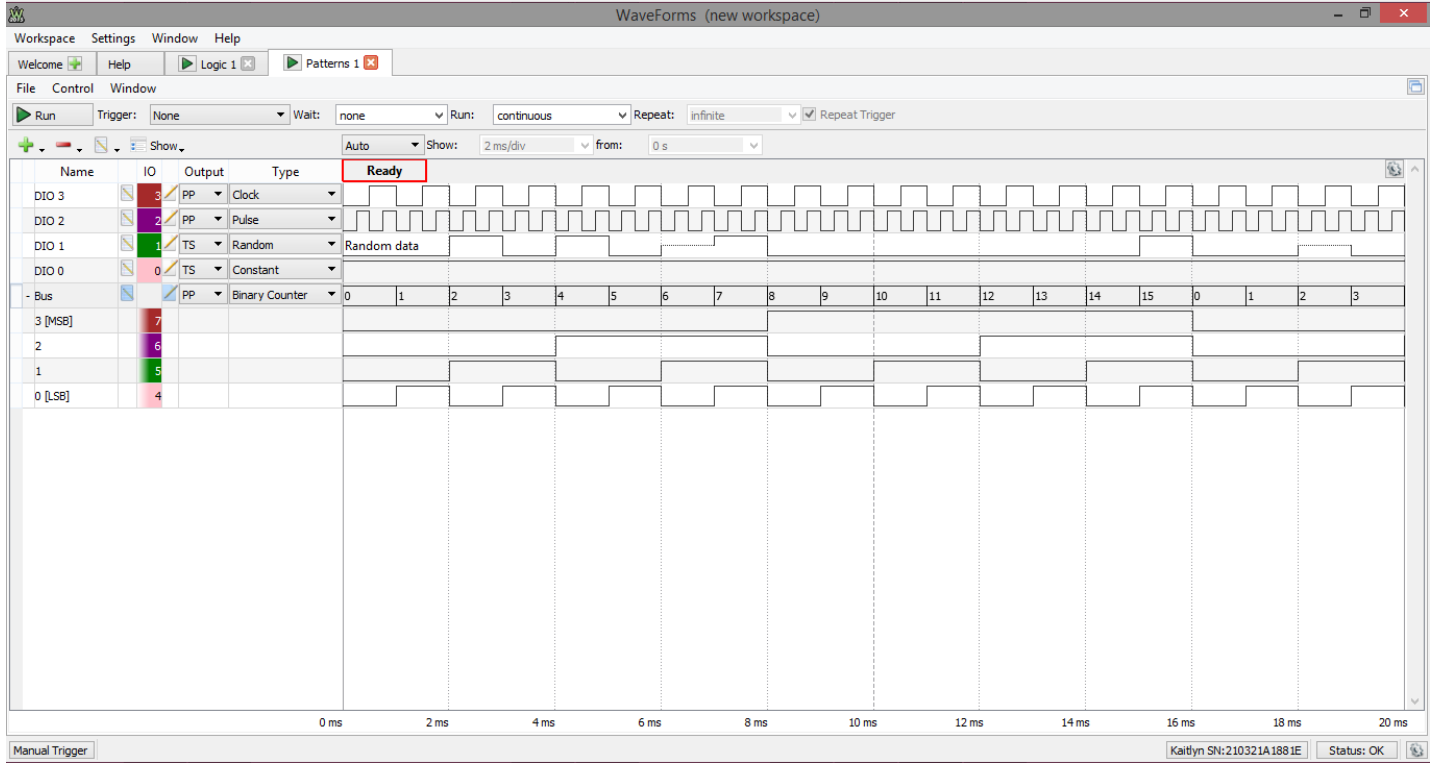 WaveForms (new workspace)
Workspace Settings Window Help
Welcome Help Logic 1 Patterns 1
File Control Window
Run Trigger: None Wait: none Run: continuous Repeat: infinite Repeat Trigger
Show Auto Show: 2 ms/div from: 0 s
Name IO Output Type Ready
DIO 3 3 PP Clock
DIO 2 2 PP Pulse
DIO 1 1 TS Random Random data
DIO 0 0 TS Constant
- Bus PP Binary Counter 0 1 2 3 4 5 6 7 8 9 10 11 12 13 14 15 0 1 2 3
3 [MSB] 7
2 6
1 5
0 [LSB] 4
0 ms 2 ms 4 ms 6 ms 8 ms 10 ms 12 ms 14 ms 16 ms 18 ms 20 ms
Manual Trigger Kaitlyn SN:210321A1881E Status: OK